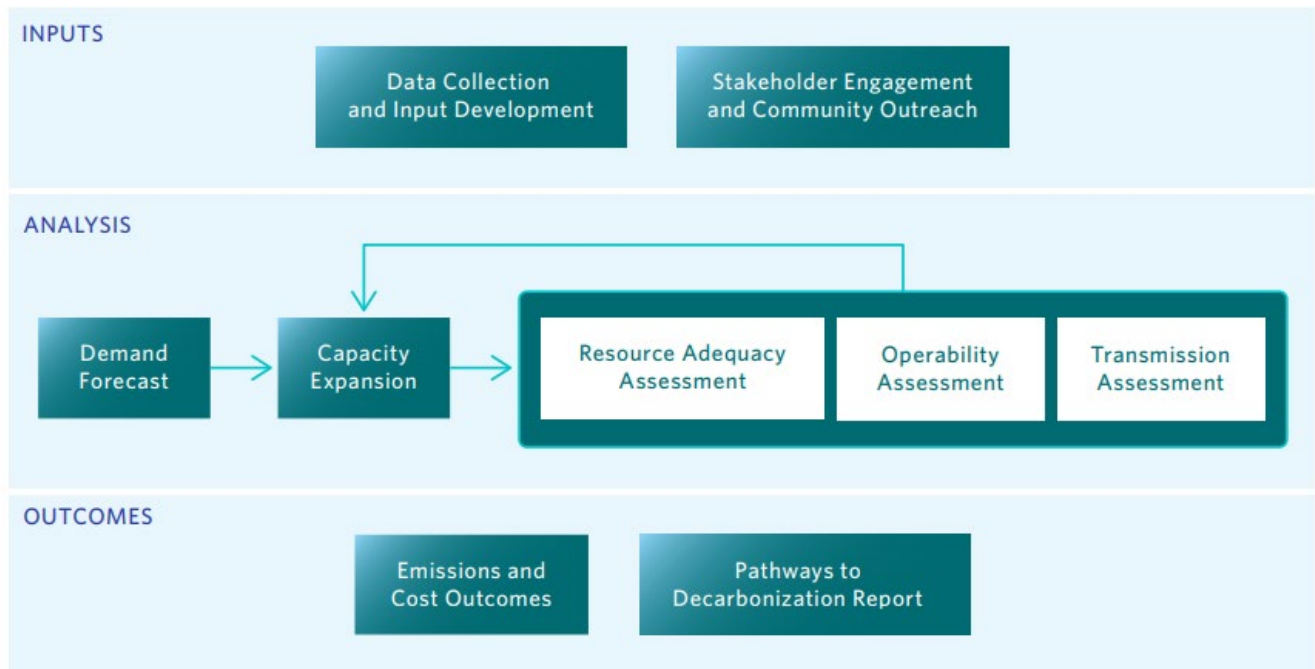 INPUTS
Data Collection
and Input Development
Stakeholder Engagement
and Community Outreach
ANALYSIS
Demand
Forecast
Capacity
Expansion
Resource Adequacy
Assessment
Operability
Assessment
Transmission
Assessment
OUTCOMES
Emissions and
Cost Outcomes
Pathways to
Decarbonization Report